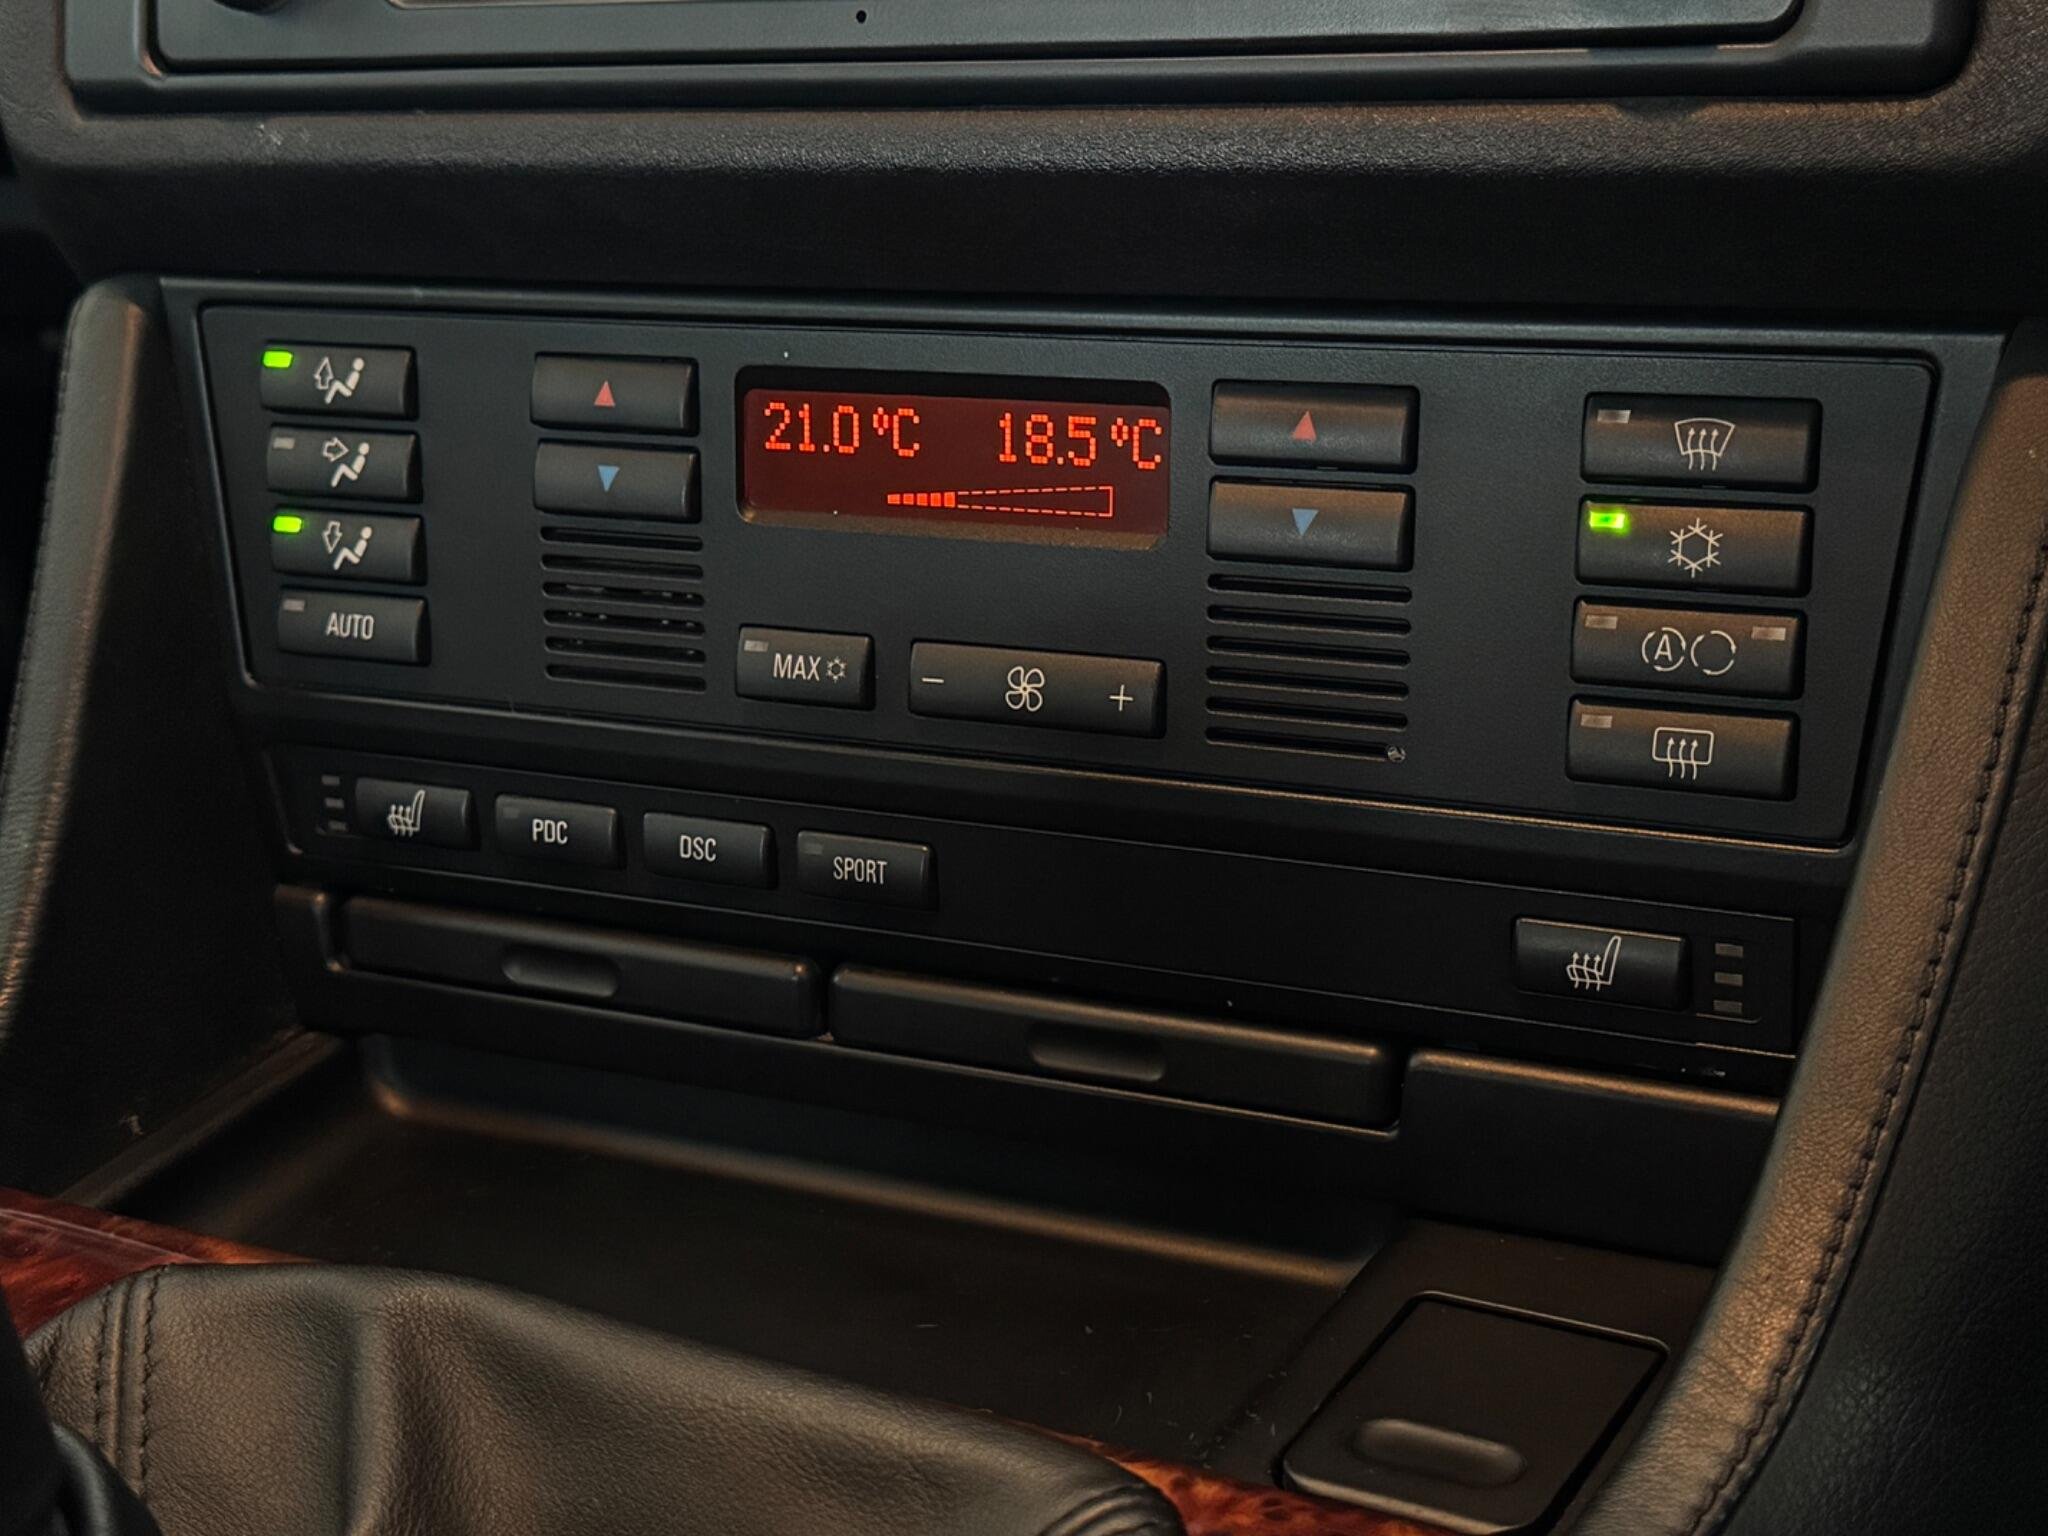 21.0 °C 18.5 °C
AUTO
MAX
- +
A
PDC
DSC
SPORT